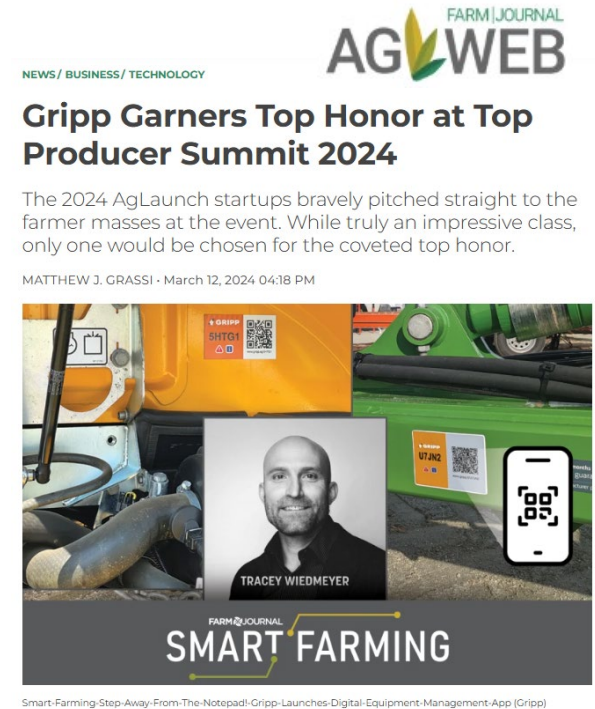 FARM|JOURNAL
AG WEB
NEWS / BUSINESS / TECHNOLOGY
Gripp Garners Top Honor at Top
Producer Summit 2024
The 2024 AgLaunch startups bravely pitched straight to the
farmer masses at the event. While truly an impressive class,
only one would be chosen for the coveted top honor.
MATTHEW J. GRASSI • March 12, 2024 04:18 PM
GRIPP
5HTG1
GRIPP
U7JN2
TRACEY WIEDMEYER
FARM JOURNAL
SMART FARMING
Smart-Farming-Step-Away-From-The-Notepad!-Gripp-Launches-Digital-Equipment-Management-App (Gripp)